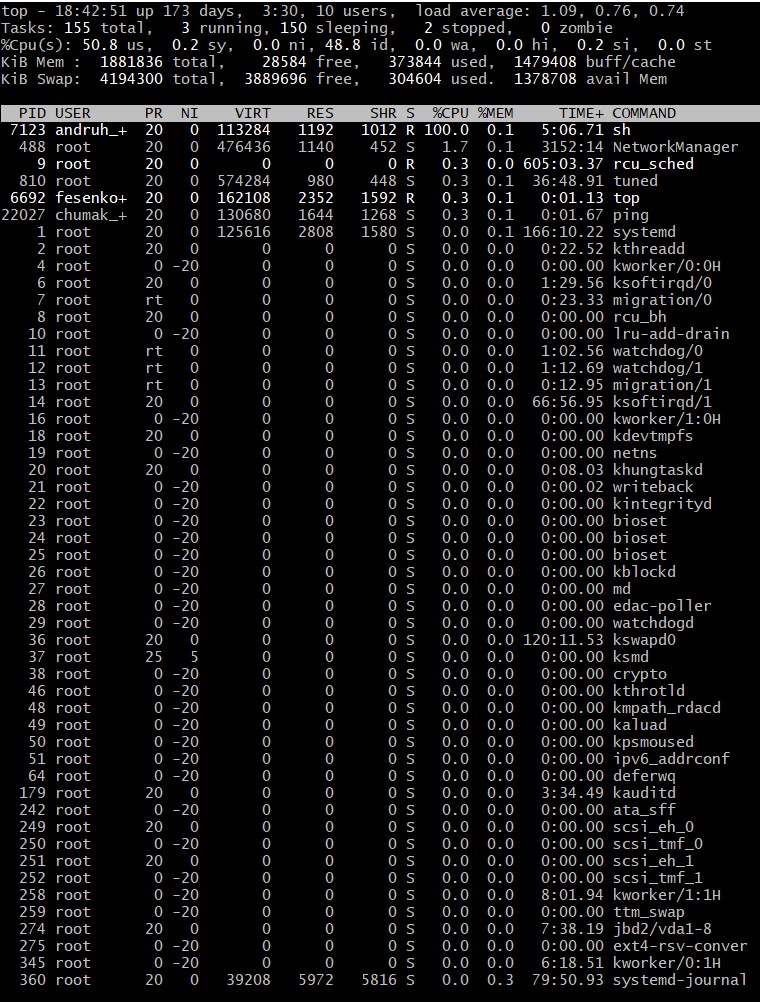 top - 18:42:51 up 173 days,  3:30, 10 users,  load average: 1.09, 0.76, 0.74
Tasks: 155 total,   3 running, 150 sleeping,   2 stopped,   0 zombie
%Cpu(s): 50.8 us,  0.2 sy,  0.0 ni, 48.8 id,  0.0 wa,  0.0 hi,  0.2 si,  0.0 st
KiB Mem :  1881836 total,    28584 free,   373844 used,  1479408 buff/cache
KiB Swap:  4194300 total,  3889696 free,   304604 used.  1378708 avail Mem
PID USER PR NI VIRT RES SHR S %CPU %MEM TIME+ COMMAND
7123 andruh_+ 20 0 113284 1192 1012 R 100.0 0.1 5:06.71 sh
488 root 20 0 476436 1140 452 S 1.7 0.1 3152:14 NetworkManager
9 root 20 0 0 0 0 R 0.3 0.0 605:03.37 rcu_sched
810 root 20 0 574284 980 448 S 0.3 0.1 36:48.91 tuned
6692 fesenko+ 20 0 162108 2352 1592 R 0.3 0.1 0:01.13 top
22027 chumak_+ 20 0 130680 1644 1268 S 0.3 0.1 0:01.67 ping
1 root 20 0 125616 2808 1580 S 0.0 0.1 166:10.22 systemd
2 root 20 0 0 0 0 S 0.0 0.0 0:22.52 kthreadd
4 root 0 -20 0 0 0 S 0.0 0.0 0:00.00 kworker/0:0H
6 root 20 0 0 0 0 S 0.0 0.0 1:29.56 ksoftirqd/0
7 root rt 0 0 0 0 S 0.0 0.0 0:23.33 migration/0
8 root 20 0 0 0 0 S 0.0 0.0 0:00.00 rcu_bh
10 root 0 -20 0 0 0 S 0.0 0.0 0:00.00 lru-add-drain
11 root rt 0 0 0 0 S 0.0 0.0 1:02.56 watchdog/0
12 root rt 0 0 0 0 S 0.0 0.0 1:12.69 watchdog/1
13 root rt 0 0 0 0 S 0.0 0.0 0:12.95 migration/1
14 root 20 0 0 0 0 S 0.0 0.0 66:56.95 ksoftirqd/1
16 root 0 -20 0 0 0 S 0.0 0.0 0:00.00 kworker/1:0H
18 root 20 0 0 0 0 S 0.0 0.0 0:00.00 kdevtmpfs
19 root 0 -20 0 0 0 S 0.0 0.0 0:00.00 netns
20 root 20 0 0 0 0 S 0.0 0.0 0:08.03 khungtaskd
21 root 0 -20 0 0 0 S 0.0 0.0 0:00.02 writeback
22 root 0 -20 0 0 0 S 0.0 0.0 0:00.00 kintegrityd
23 root 0 -20 0 0 0 S 0.0 0.0 0:00.00 bioset
24 root 0 -20 0 0 0 S 0.0 0.0 0:00.00 bioset
25 root 0 -20 0 0 0 S 0.0 0.0 0:00.00 bioset
26 root 0 -20 0 0 0 S 0.0 0.0 0:00.00 kblockd
27 root 0 -20 0 0 0 S 0.0 0.0 0:00.00 md
28 root 0 -20 0 0 0 S 0.0 0.0 0:00.00 edac-poller
29 root 0 -20 0 0 0 S 0.0 0.0 0:00.00 watchdogd
36 root 20 0 0 0 0 S 0.0 0.0 120:11.53 kswapd0
37 root 25 5 0 0 0 S 0.0 0.0 0:00.00 ksmd
38 root 0 -20 0 0 0 S 0.0 0.0 0:00.00 crypto
46 root 0 -20 0 0 0 S 0.0 0.0 0:00.00 kthrotld
48 root 0 -20 0 0 0 S 0.0 0.0 0:00.00 kmpath_rdacd
49 root 0 -20 0 0 0 S 0.0 0.0 0:00.00 kaluad
50 root 0 -20 0 0 0 S 0.0 0.0 0:00.00 kpsmoused
51 root 0 -20 0 0 0 S 0.0 0.0 0:00.00 ipv6_addrconf
64 root 0 -20 0 0 0 S 0.0 0.0 0:00.00 deferwq
179 root 20 0 0 0 0 S 0.0 0.0 3:34.49 kauditd
242 root 0 -20 0 0 0 S 0.0 0.0 0:00.00 ata_sff
249 root 20 0 0 0 0 S 0.0 0.0 0:00.00 scsi_eh_0
250 root 0 -20 0 0 0 S 0.0 0.0 0:00.00 scsi_tmf_0
251 root 20 0 0 0 0 S 0.0 0.0 0:00.00 scsi_eh_1
252 root 0 -20 0 0 0 S 0.0 0.0 0:00.00 scsi_tmf_1
258 root 0 -20 0 0 0 S 0.0 0.0 8:01.94 kworker/1:1H
259 root 0 -20 0 0 0 S 0.0 0.0 0:00.00 ttm_swap
274 root 20 0 0 0 0 S 0.0 0.0 7:38.19 jbd2/vda1-8
275 root 0 -20 0 0 0 S 0.0 0.0 0:00.00 ext4-rsv-conver
345 root 0 -20 0 0 0 S 0.0 0.0 6:18.51 kworker/0:1H
360 root 20 0 39208 5972 5816 S 0.0 0.3 79:50.93 systemd-journal